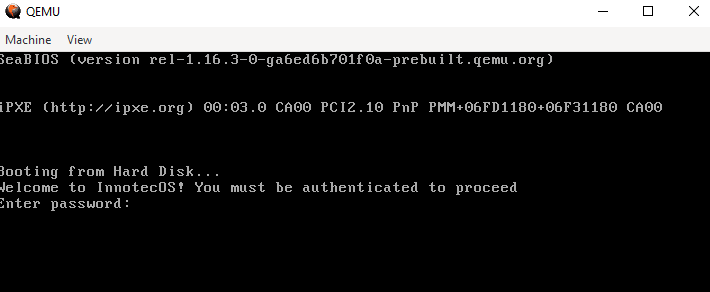 QEMU
Machine View
SeaBIOS (version rel-1.16.3-0-ga6ed6b701f0a-prebuilt.qemu.org)
iPXE (http://ipxe.org) 00:03.0 CA00 PCI2.10 PnP PMM+06FD1180+06F31180 CA00
Booting from Hard Disk...
Welcome to InnotecOS! You must be authenticated to proceed
Enter password: